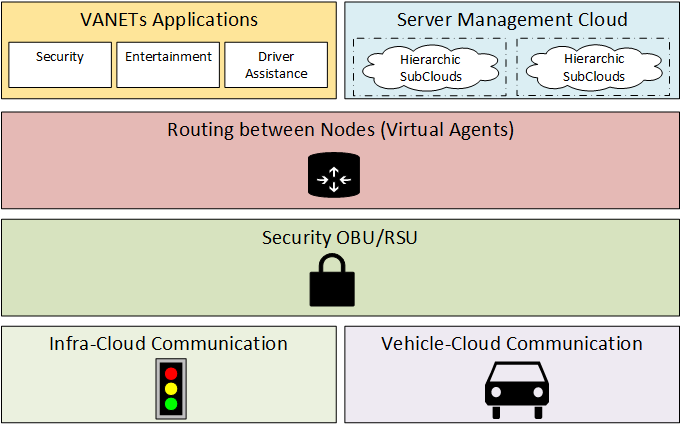 VANETs Applications
Security
Entertainment
Driver
Assistance
Server Management Cloud
Hierarchic
SubClouds
Hierarchic
SubClouds
Routing between Nodes (Virtual Agents)
Security OBU/RSU
Infra-Cloud Communication
Vehicle-Cloud Communication